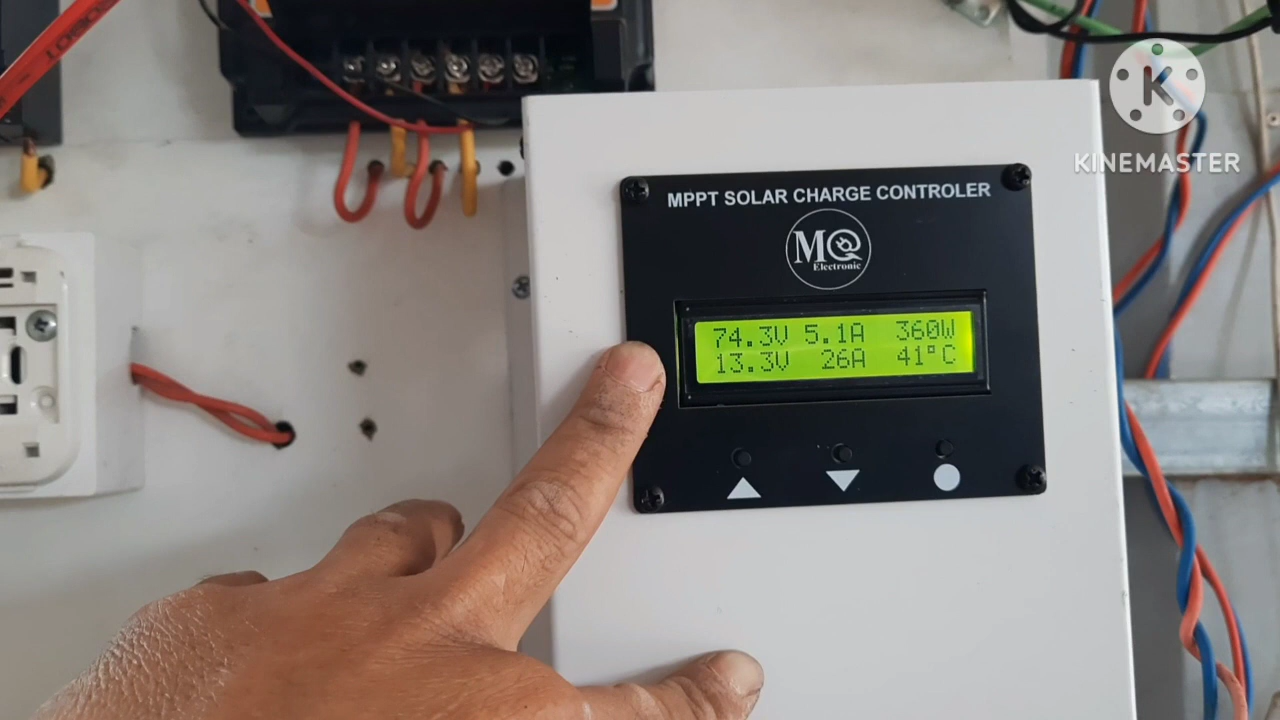 KINEMASTER
MPPT SOLAR CHARGE CONTROLER
MQ
Electronic
74.3V 5.1A 360W
13.3V 26A 41°C